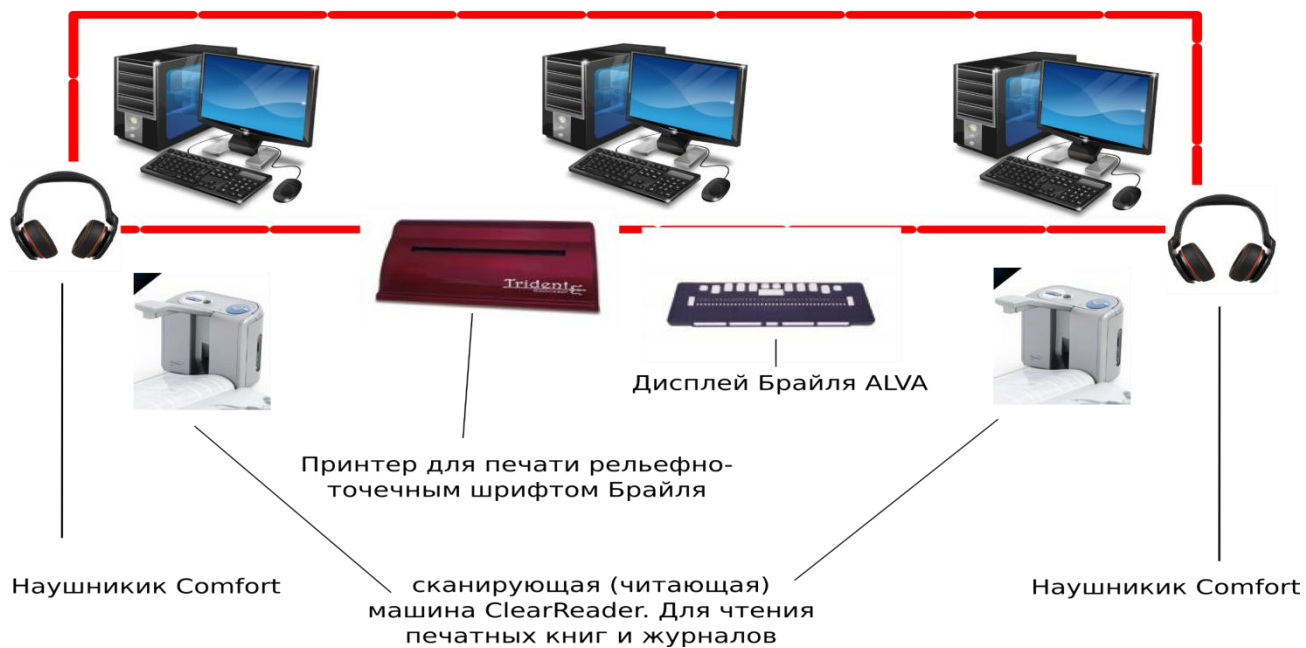 Trident
Дисплей Брайля ALVA
Принтер для печати рельефно-
точечным шрифтом Брайля
Наушникик Comfort
сканирующая (читающая)
машина ClearReader. Для чтения
печатных книг и журналов
Наушникик Comfort